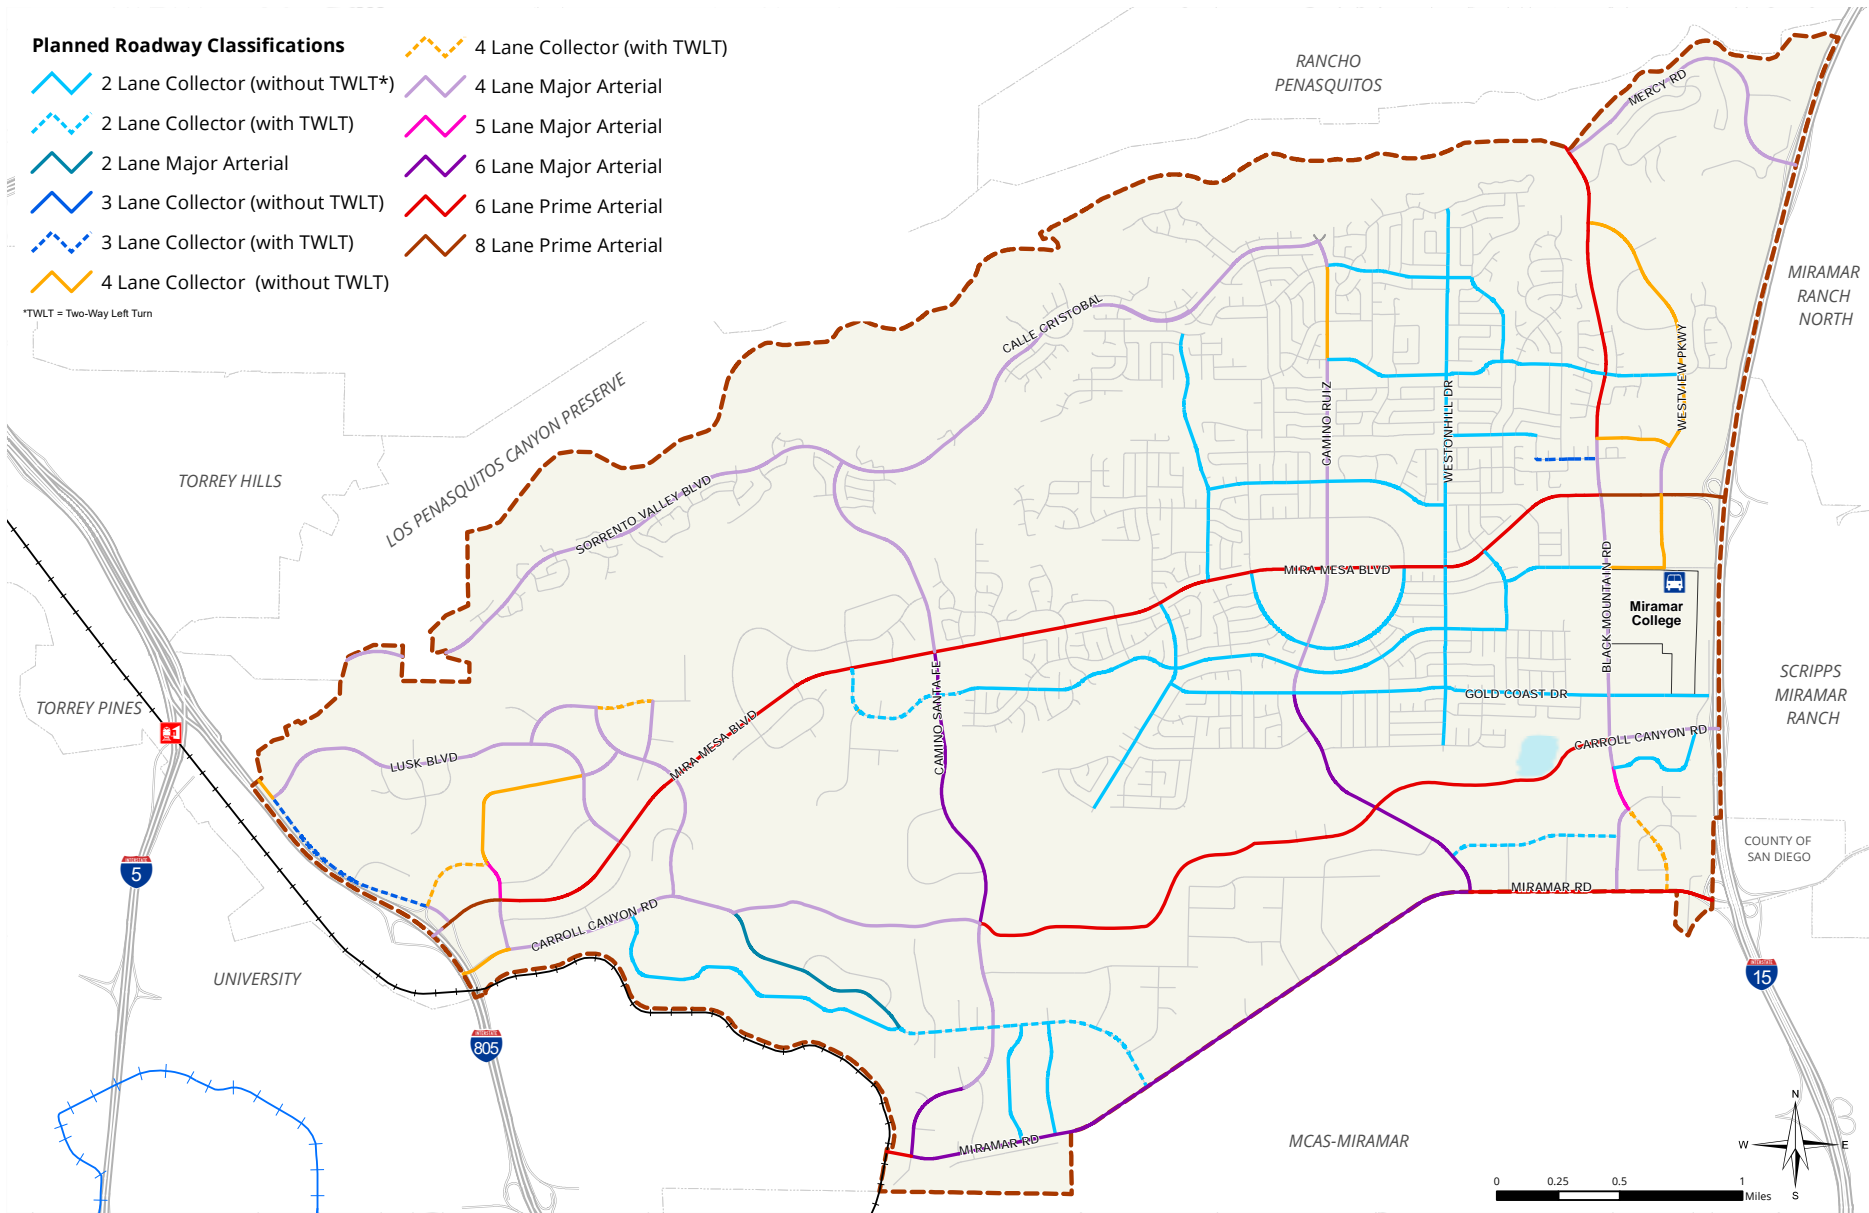 Planned Roadway Classifications
2 Lane Collector (without TWLT*)
2 Lane Collector (with TWLT)
2 Lane Major Arterial
3 Lane Collector (without TWLT)
3 Lane Collector (with TWLT)
4 Lane Collector  (without TWLT)
*TWLT = Two-Way Left Turn
4 Lane Collector (with TWLT)
4 Lane Major Arterial
5 Lane Major Arterial
6 Lane Major Arterial
6 Lane Prime Arterial
8 Lane Prime Arterial
RANCHO
PENASQUITOS
MERCY RD
MIRAMAR
RANCH
NORTH
CALLE CRISTOBAL
WESTVIEW PKWY
CAMINO RUIZ
WESTONHILL DR
LOS PENASQUITOS CANYON PRESERVE
TORREY HILLS
SORRENTO VALLEY BLVD
MIRA MESA BLVD
BLACK MOUNTAIN RD
Miramar
College
SCRIPPS
MIRAMAR
RANCH
GOLD COAST DR
CAMINO SANTA FE
TORREY PINES
CARROLL CANYON RD
MIRA MESA BLVD
LUSK BLVD
COUNTY OF
SAN DIEGO
INTERSTATE
5
MIRAMAR RD
CARROLL CANYON RD
UNIVERSITY
INTERSTATE
15
INTERSTATE
805
MIRAMAR RD
MCAS-MIRAMAR
N
W
E
S
0
0.25
0.5
1
Miles